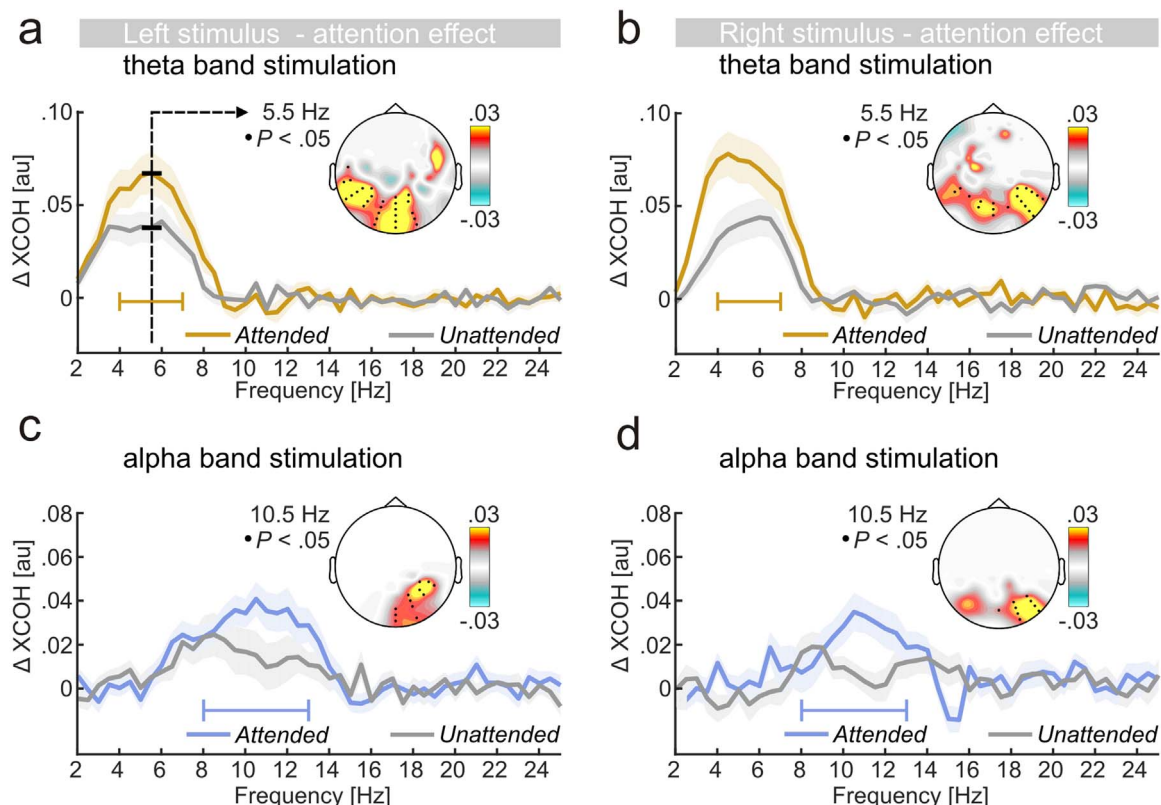 a
Left stimulus - attention effect
theta band stimulation
.10
.05
0
Δ XCOH [au]
5.5 Hz
• P < .05
.03
-.03
Attended
Unattended
2 4 6 8 10 12 14 16 18 20 22 24
Frequency [Hz]
b
Right stimulus - attention effect
theta band stimulation
.10
.05
0
Δ XCOH [au]
5.5 Hz
• P < .05
.03
-.03
Attended
Unattended
2 4 6 8 10 12 14 16 18 20 22 24
Frequency [Hz]
c
alpha band stimulation
.08
.06
.04
.02
0
Δ XCOH [au]
10.5 Hz
• P < .05
.03
-.03
Attended
Unattended
2 4 6 8 10 12 14 16 18 20 22 24
Frequency [Hz]
d
alpha band stimulation
.08
.06
.04
.02
0
Δ XCOH [au]
10.5 Hz
• P < .05
.03
-.03
Attended
Unattended
2 4 6 8 10 12 14 16 18 20 22 24
Frequency [Hz]